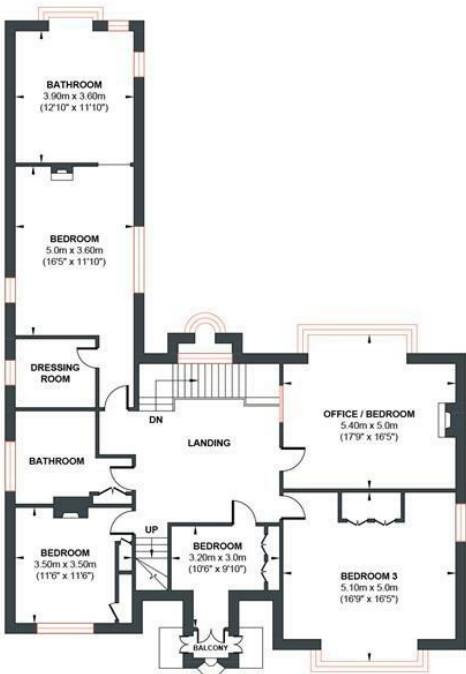 BATHROOM
3.90m x 3.60m
(12'10" x 11'10")
BEDROOM
5.0m x 3.60m
(16'5" x 11'10")
DRESSING
ROOM
DN
LANDING
OFFICE / BEDROOM
5.40m x 5.0m
(17'9" x 16'5")
BATHROOM
UP
BEDROOM
3.50m x 3.50m
(11'6" x 11'6")
BEDROOM
3.20m x 3.0m
(10'6" x 9'10")
BEDROOM 3
5.10m x 5.0m
(16'9" x 16'5")
BALCONY